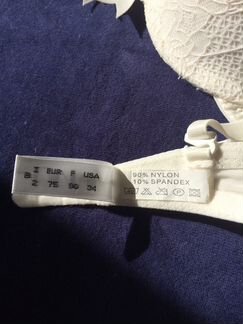 I EUR F USA
B 2 75 90 34
90% NYLON
10% SPANDEX